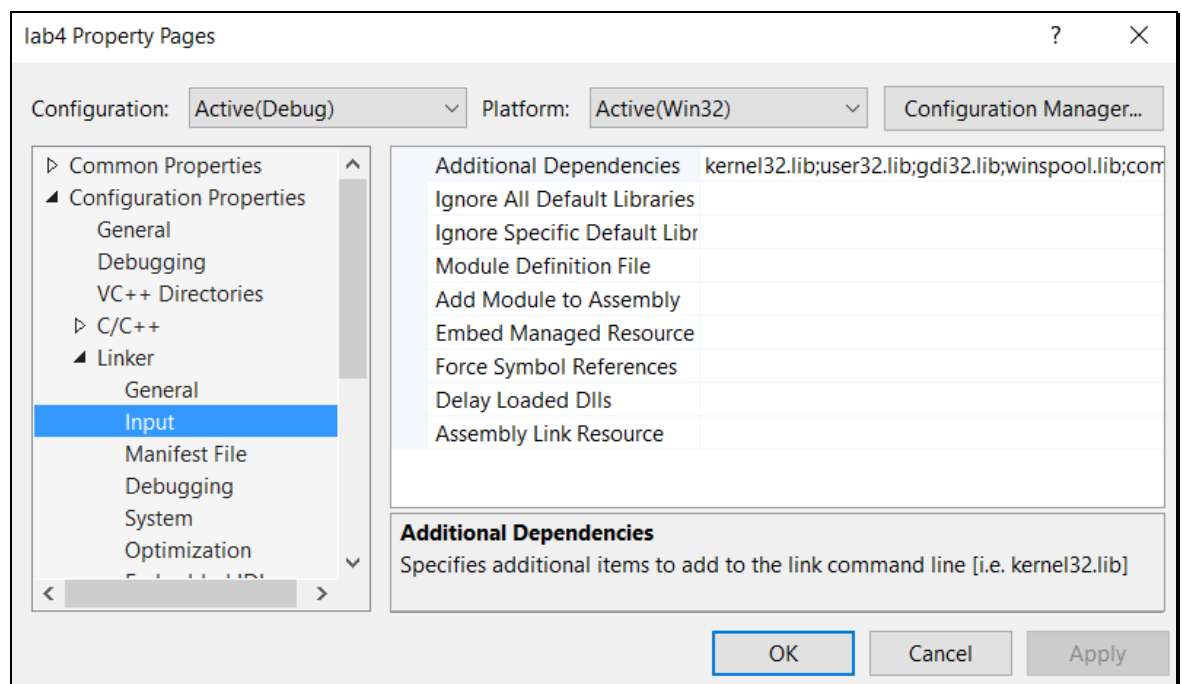 lab4 Property Pages
?
Configuration: Active(Debug) Platform: Active(Win32) Configuration Manager...
Common Properties
Configuration Properties
General
Debugging
VC++ Directories
C/C++
Linker
General
Input
Manifest File
Debugging
System
Optimization
Additional Dependencies kernel32.lib;user32.lib;gdi32.lib;winspool.lib;com
Ignore All Default Libraries
Ignore Specific Default Libr
Module Definition File
Add Module to Assembly
Embed Managed Resource
Force Symbol References
Delay Loaded Dlls
Assembly Link Resource
Additional Dependencies
Specifies additional items to add to the link command line [i.e. kernel32.lib]
OK Cancel Apply